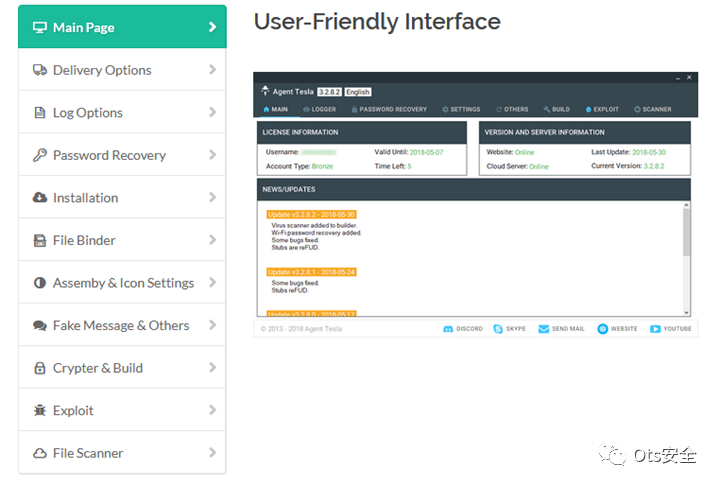 Main Page
Delivery Options
Log Options
Password Recovery
Installation
File Binder
Assemby & Icon Settings
Fake Message & Others
Crypter & Build
Exploit
File Scanner
User-Friendly Interface
Agent Tesla 3.2.8.2 English
MAIN LOGGER PASSWORD RECOVERY SETTINGS OTHERS BUILD EXPLOIT SCANNER
LICENSE INFORMATION
Username: Valid Until: 2018-05-07
Account Type: Bronze Time Left: 5
VERSION AND SERVER INFORMATION
Website: Online Last Update: 2018-05-30
Cloud Server: Online Current Version: 3.2.8.2
NEWS/UPDATES
Update v3.2.8.2 - 2018-05-30
Virus scanner added to builder.
Wi-Fi password recovery added.
Some bugs fixed.
Stubs are reFUD.
Update v3.2.8.1 - 2018-05-24
Some bugs fixed.
Stubs reFUD.
Update v3.2.8.0 - 2018-05-17
© 2013 - 2018 Agent Tesla DISCORD SKYPE SEND MAIL WEBSITE YOUTUBE
Ots安全